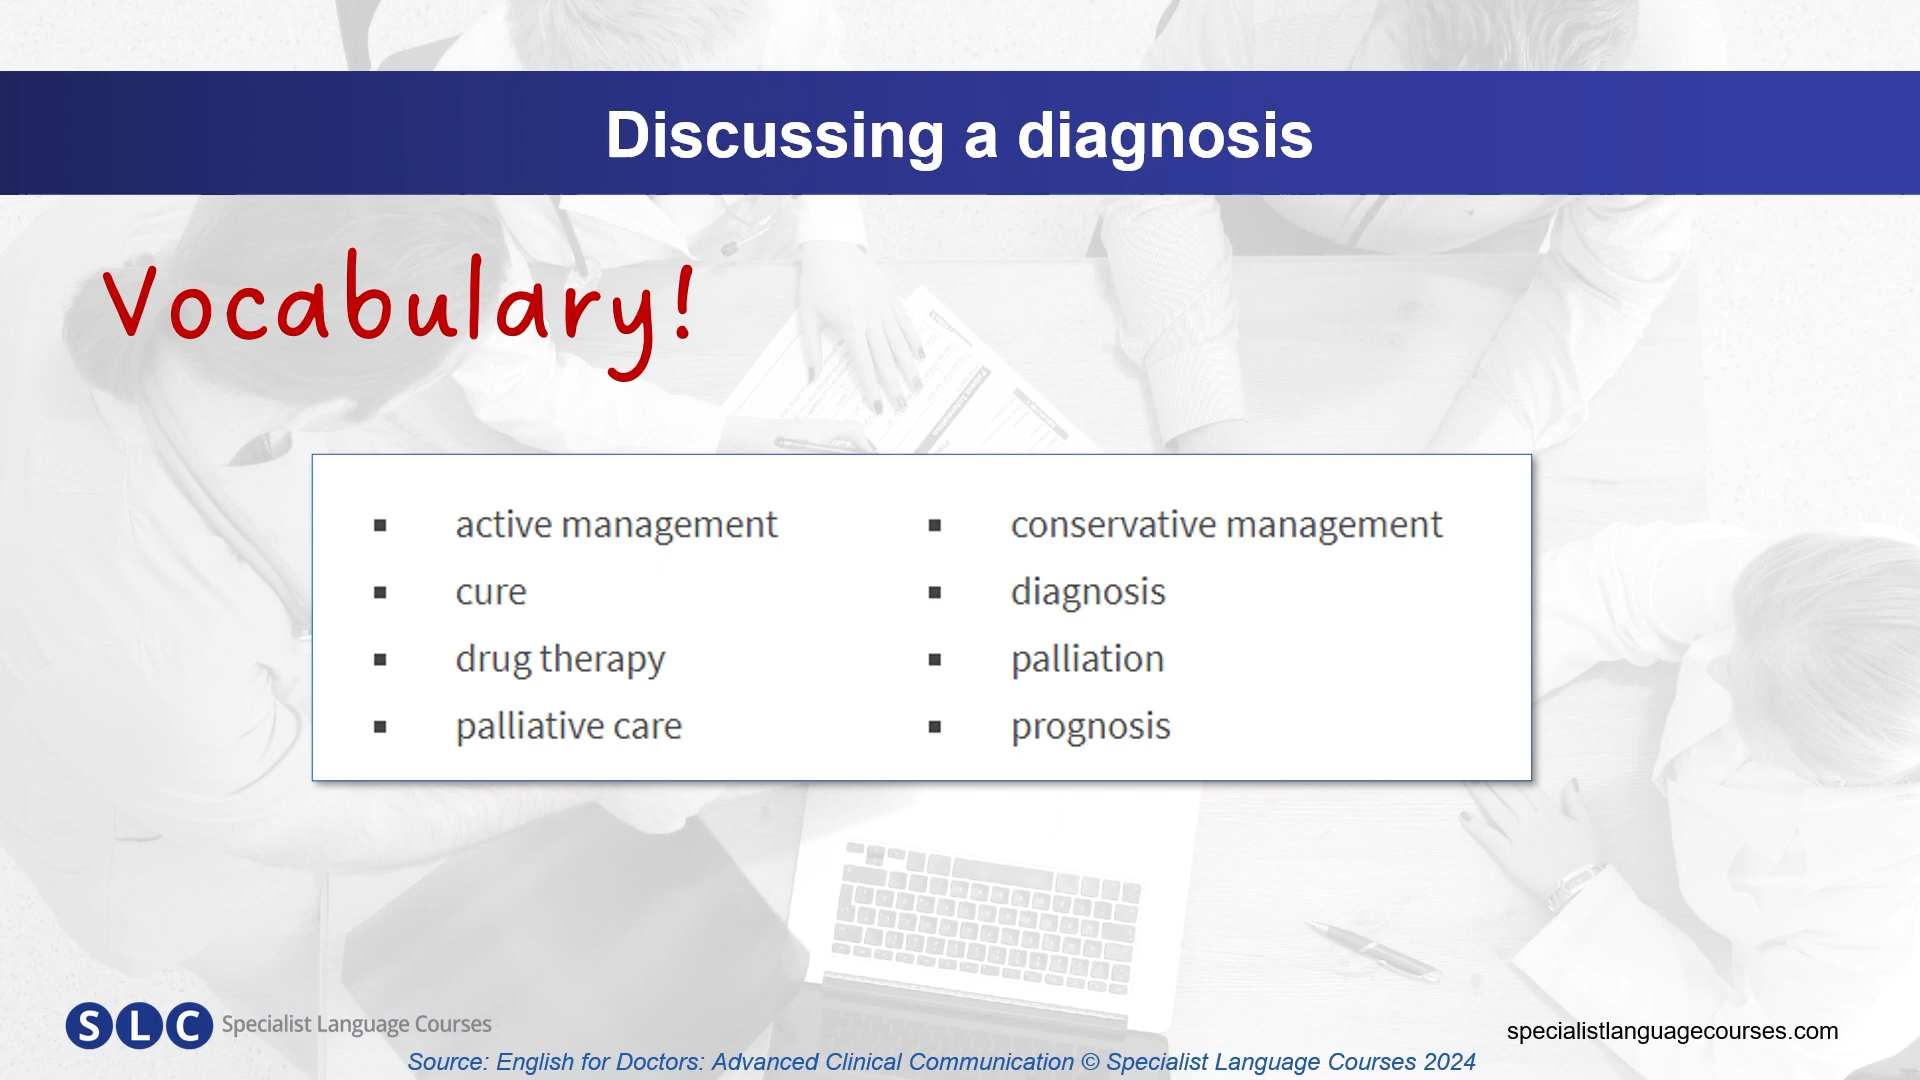 Discussing a diagnosis
Vocabulary!
▪ active management
▪ cure
▪ drug therapy
▪ palliative care
▪ conservative management
▪ diagnosis
▪ palliation
▪ prognosis
SLC Specialist Language Courses
specialistlanguagecourses.com
Source: English for Doctors: Advanced Clinical Communication © Specialist Language Courses 2024